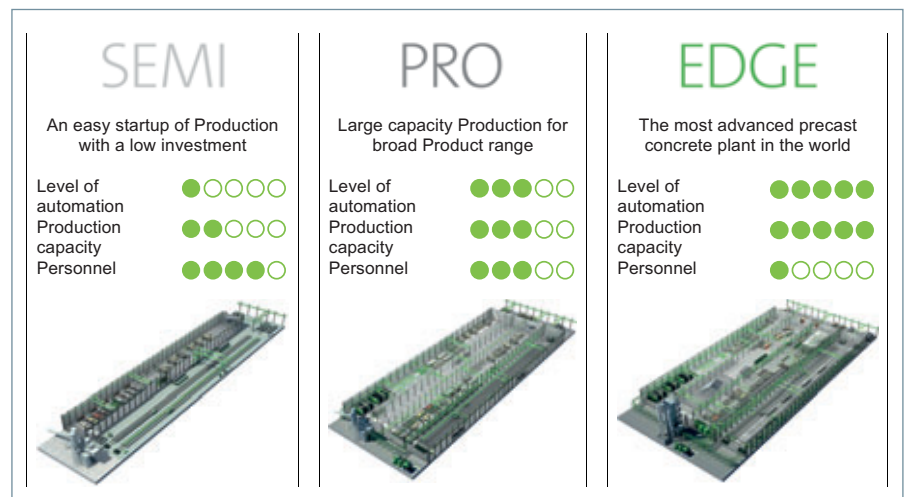 SEMI
An easy startup of Production
with a low investment
Level of
automation
Production
capacity
Personnel
PRO
Large capacity Production for
broad Product range
Level of
automation
Production
capacity
Personnel
EDGE
The most advanced precast
concrete plant in the world
Level of
automation
Production
capacity
Personnel